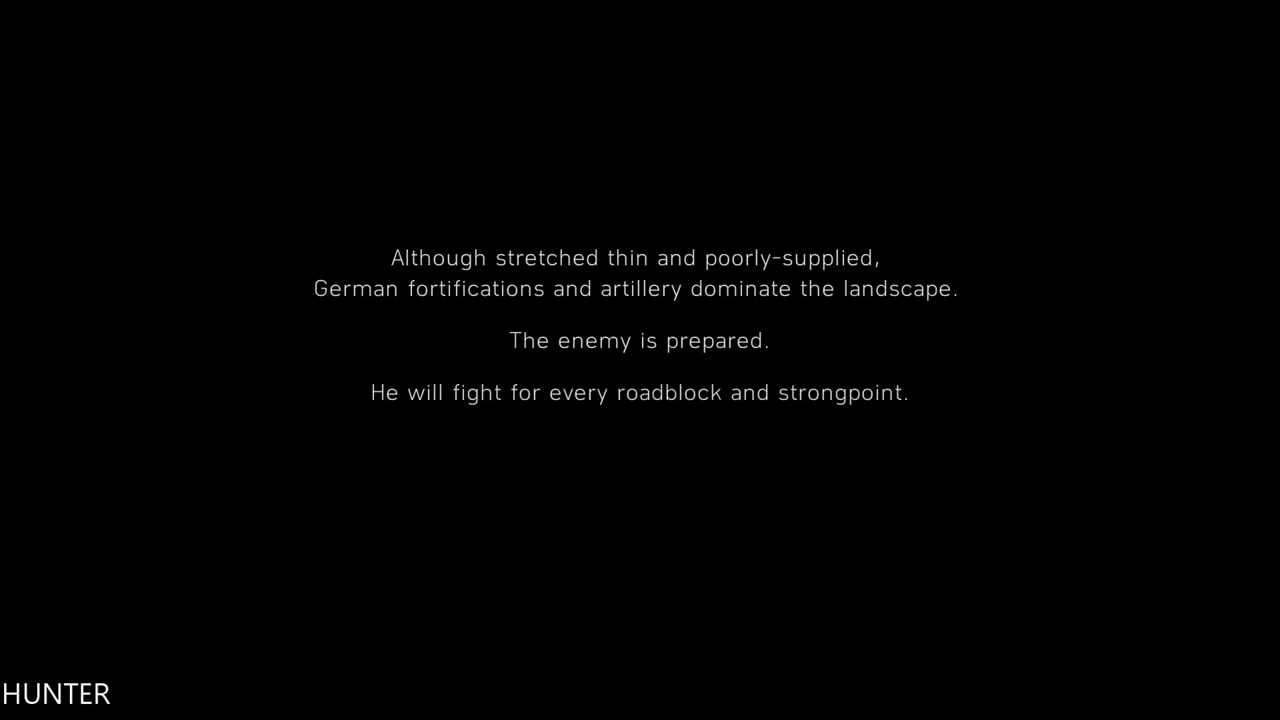 Although stretched thin and poorly-supplied,
German fortifications and artillery dominate the landscape.
The enemy is prepared.
He will fight for every roadblock and strongpoint.
HUNTER